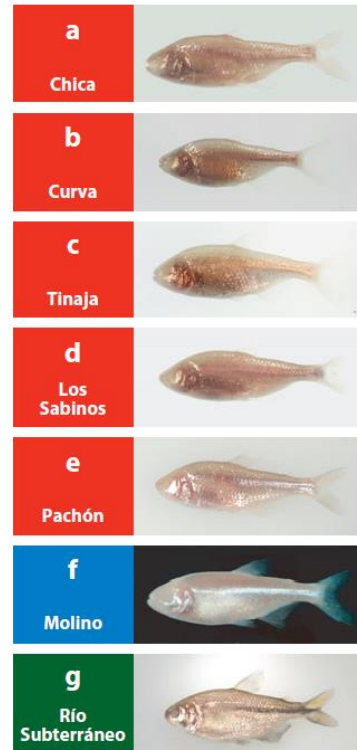 a
Chica
b
Curva
c
Tinaja
d
Los
Sabinos
e
Pachón
f
Molino
g
Río
Subterráneo